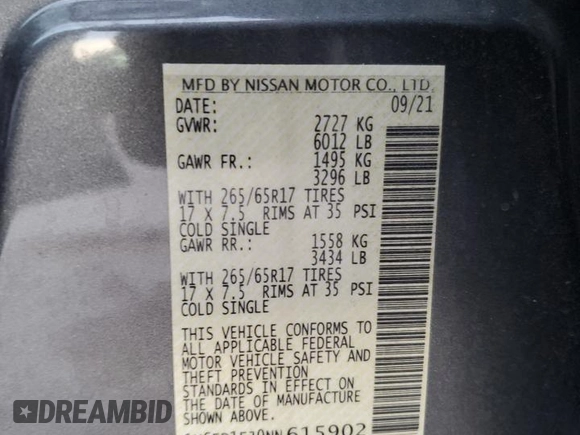 MFD BY NISSAN MOTOR CO., LTD.
DATE: 09/21
GVWR: 2727 KG
6012 LB
GAWR FR.: 1495 KG
3296 LB
WITH 265/65R17 TIRES
17 X 7.5 RIMS AT 35 PSI
COLD SINGLE
GAWR RR.: 1558 KG
3434 LB
WITH 265/65R17 TIRES
17 X 7.5 RIMS AT 35 PSI
COLD SINGLE
THIS VEHICLE CONFORMS TO
ALL APPLICABLE FEDERAL
MOTOR VEHICLE SAFETY AND
THEFT PREVENTION
STANDARDS IN EFFECT ON
THE DATE OF MANUFACTURE
SHOWN ABOVE.
615902
DREAMBID